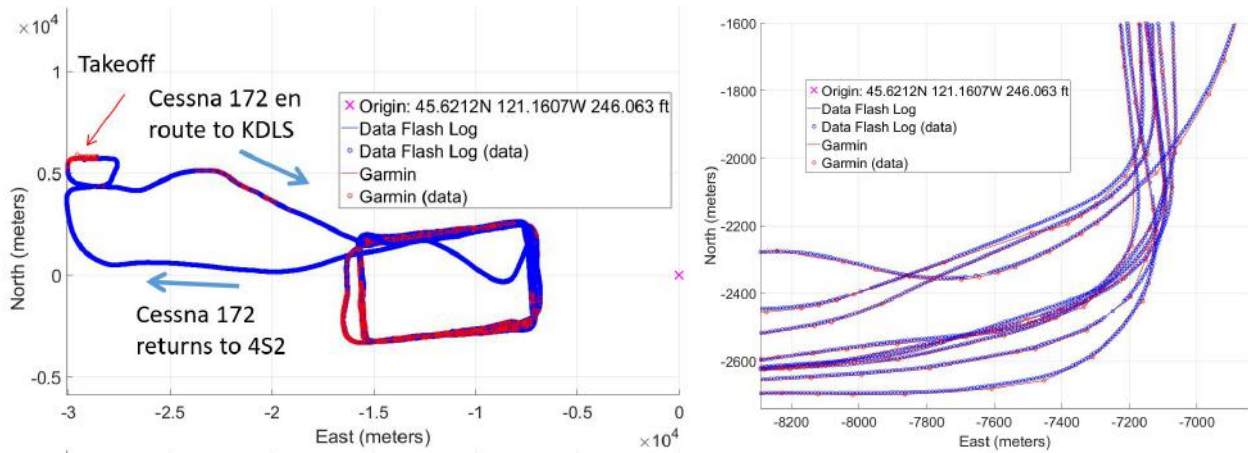 ×10⁴
Takeoff
Cessna 172 en
route to KDLS
Origin: 45.6212N 121.1607W 246.063 ft
Data Flash Log
Data Flash Log (data)
Garmin
Garmin (data)
Cessna 172
returns to 4S2
North (meters)
1
0.5
0
-0.5
-3
-2.5
-2
-1.5
-1
-0.5
0
East (meters)
×10⁴
-1600
-1800
-2000
-2200
-2400
-2600
North (meters)
Origin: 45.6212N 121.1607W 246.063 ft
Data Flash Log
Data Flash Log (data)
Garmin
Garmin (data)
-8200
-8000
-7800
-7600
-7400
-7200
-7000
East (meters)